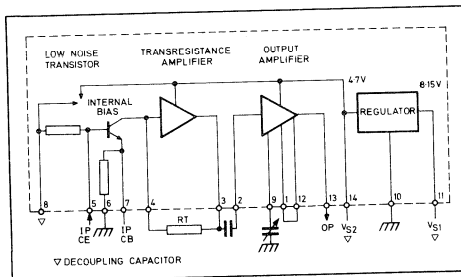 LOW NOISE TRANSISTOR
TRANSRESISTANCE AMPLIFIER
OUTPUT AMPLIFIER
INTERNAL BIAS
4·7V
8-15V
REGULATOR
8 5 6 7 4 3 2 9 1 12 13 14 10 11
IP CE
IP CB
RT
OP
VS2
VS1
▽ DECOUPLING CAPACITOR